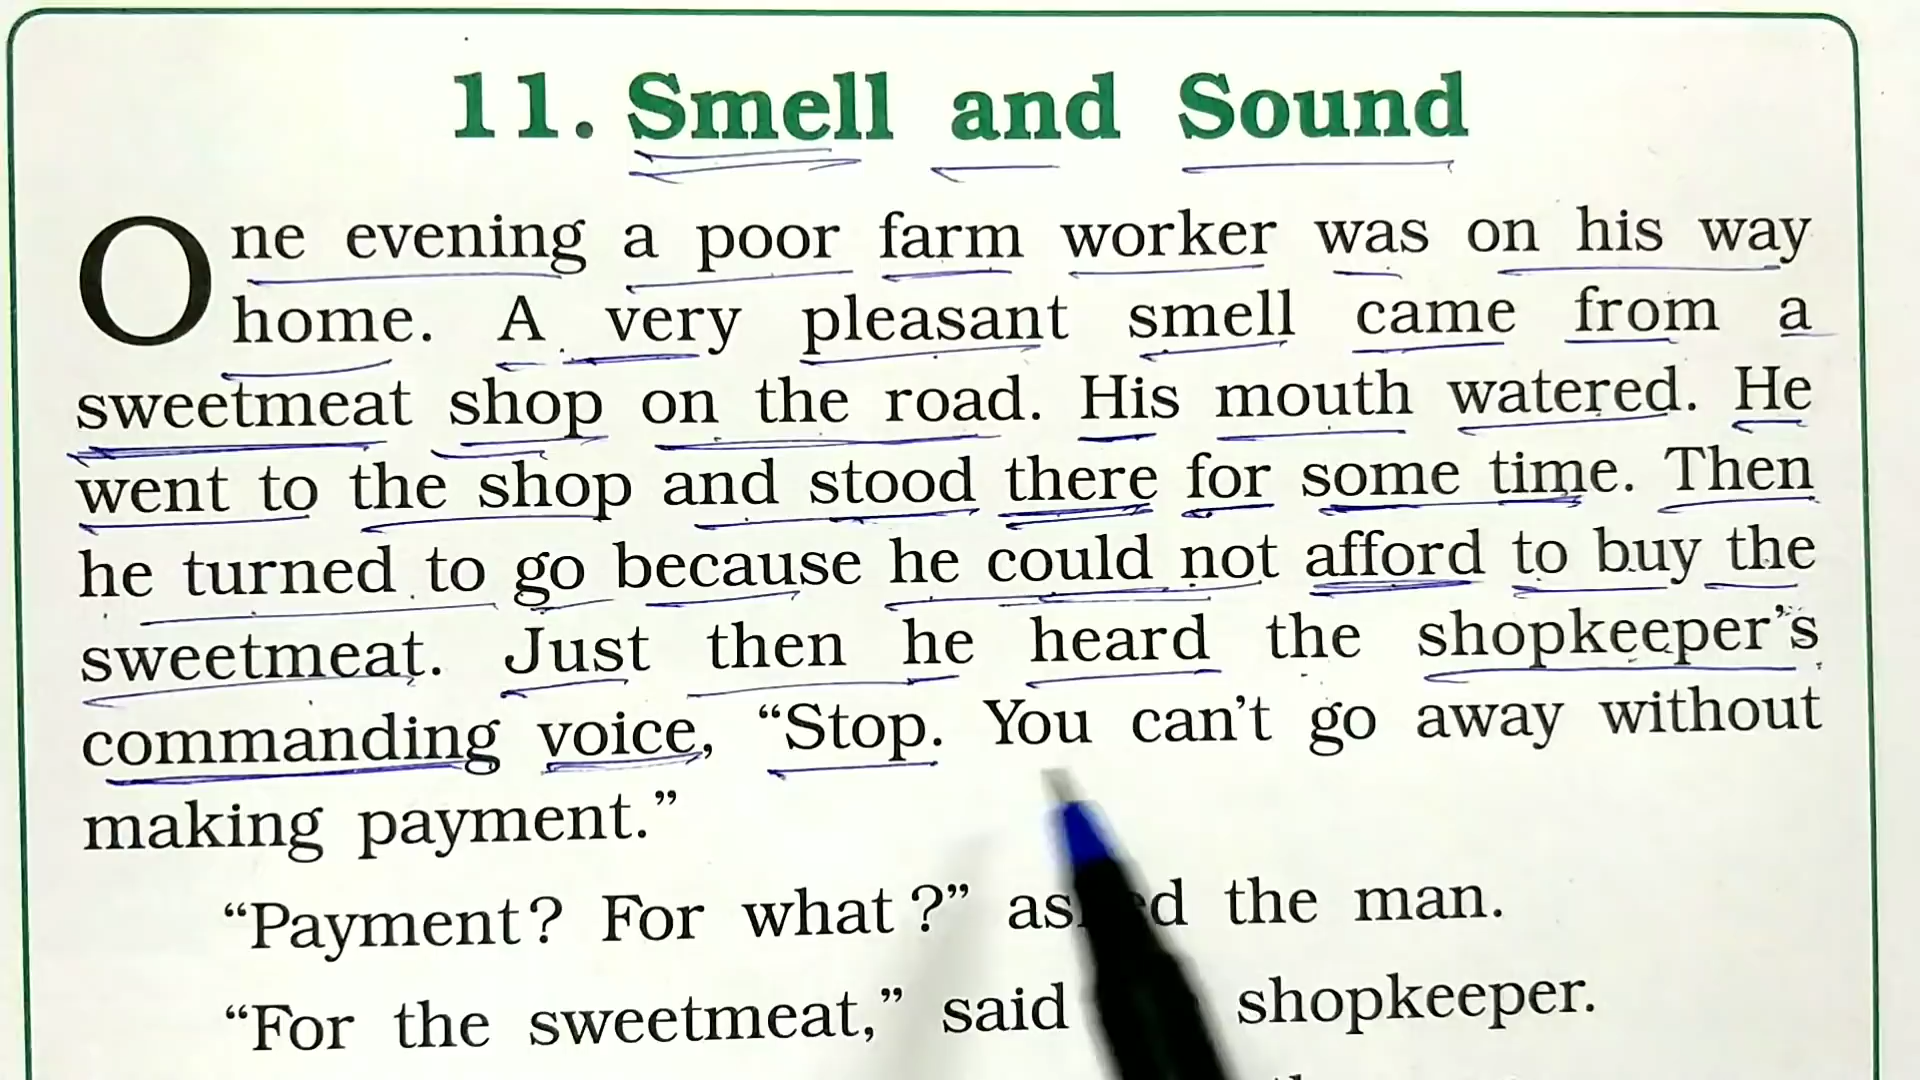 11. Smell and Sound
One evening a poor farm worker was on his way
home. A very pleasant smell came from a
sweetmeat shop on the road. His mouth watered. He
went to the shop and stood there for some time. Then
he turned to go because he could not afford to buy the
sweetmeat. Just then he heard the shopkeeper's
commanding voice, “Stop. You can't go away without
making payment.”
“Payment? For what?” the man.
“For the sweetmeat,” said shopkeeper.